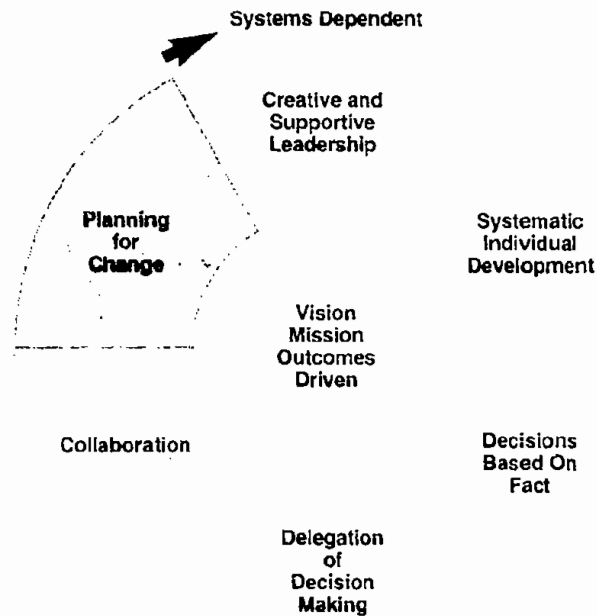 Systems Dependent
Creative and
Supportive
Leadership
Planning
for
Change
Systematic
Individual
Development
Vision
Mission
Outcomes
Driven
Collaboration
Decisions
Based On
Fact
Delegation
of
Decision
Making